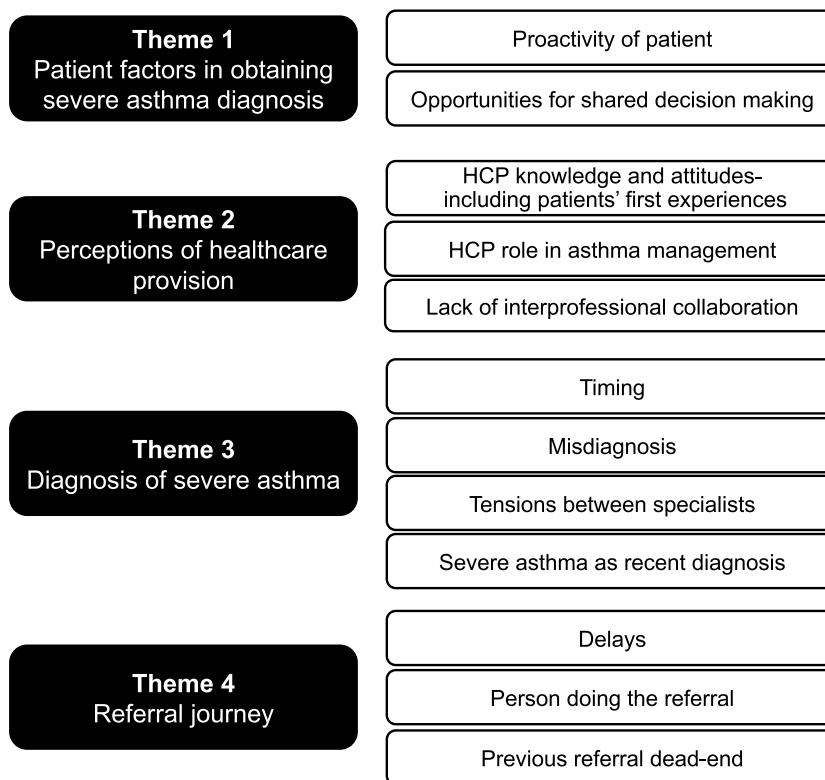 Theme 1
Patient factors in obtaining
severe asthma diagnosis
Proactivity of patient
Opportunities for shared decision making
Theme 2
Perceptions of healthcare
provision
HCP knowledge and attitudes-
including patients’ first experiences
HCP role in asthma management
Lack of interprofessional collaboration
Theme 3
Diagnosis of severe asthma
Timing
Misdiagnosis
Tensions between specialists
Severe asthma as recent diagnosis
Theme 4
Referral journey
Delays
Person doing the referral
Previous referral dead-end